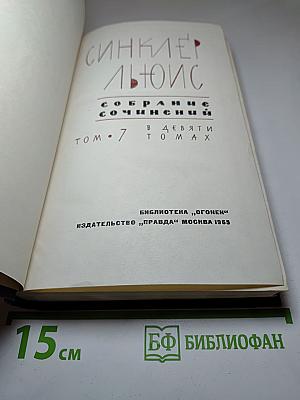 СИНКЛЕР
ЛЬЮИС
СОБРАНИЕ
СОЧИНЕНИЙ
ТОМ • 7 В ДЕВЯТИ
ТОМАХ
БИБЛИОТЕКА „ОГОНЕК“
ИЗДАТЕЛЬСТВО „ПРАВДА“ МОСКВА 1965
15 см
БФ БИБЛИОФАН